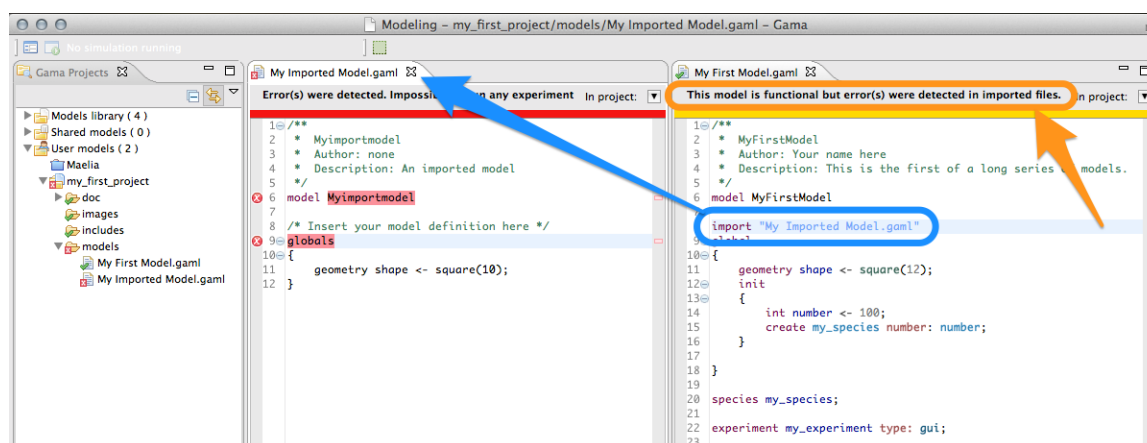 Modeling – my_first_project/models/My Imported Model.gaml – Gama
No simulation running
Gama Projects
Models library ( 4 )
Shared models ( 0 )
User models ( 2 )
Maelia
my_first_project
doc
images
includes
models
My First Model.gaml
My Imported Model.gaml
My Imported Model.gaml
Error(s) were detected. Impossi n any experiment In project:
1 /**
2 * Myimportmodel
3 * Author: none
4 * Description: An imported model
5 */
6 model Myimportmodel
7
8 /* Insert your model definition here */
9 globals
10 {
11 geometry shape <- square(10);
12 }
My First Model.gaml
This model is functional but error(s) were detected in imported files. n project:
1 /**
2 * MyFirstModel
3 * Author: Your name here
4 * Description: This is the first of a long series models.
5 */
6 model MyFirstModel
import "My Imported Model.gaml"
9 global
10 {
11 geometry shape <- square(12);
12 init
13 {
14 int number <- 100;
15 create my_species number: number;
16 }
17
18 }
19
20 species my_species;
21
22 experiment my_experiment type: gui;
23